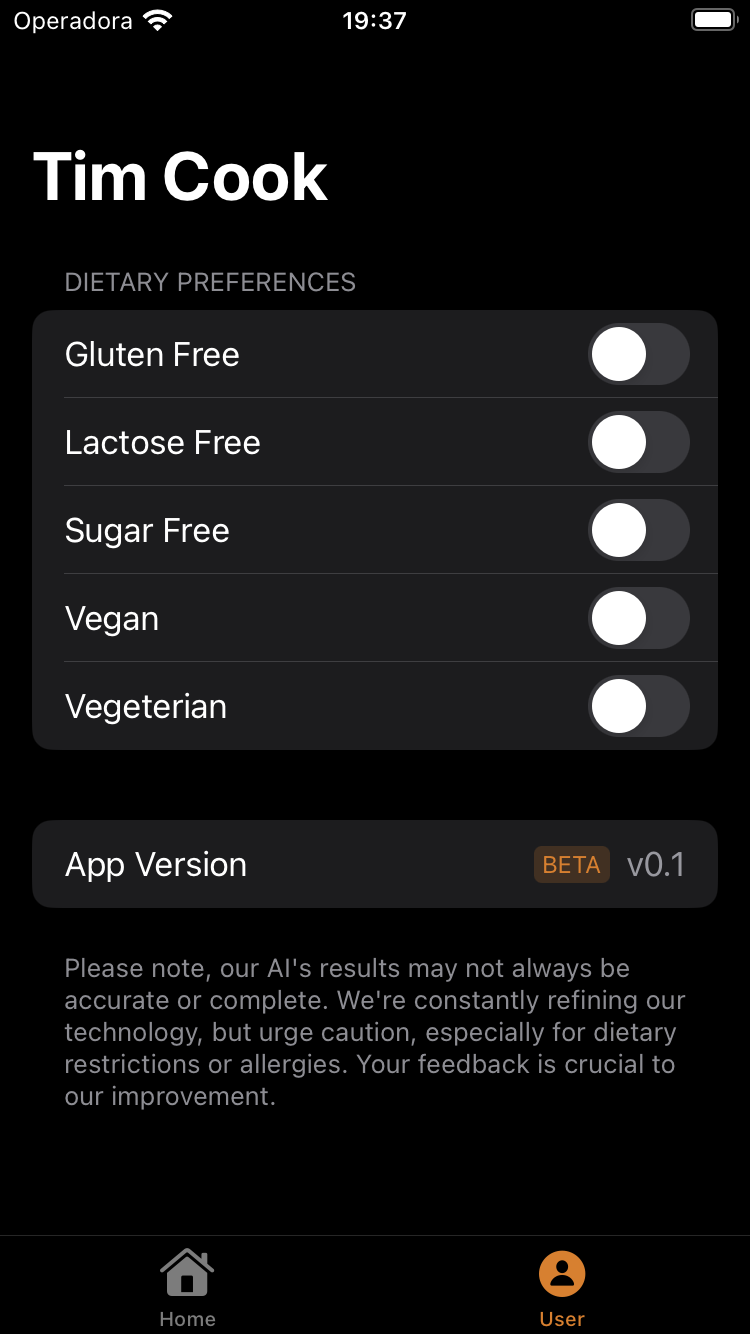 Operadora 19:37
Tim Cook
DIETARY PREFERENCES
Gluten Free
Lactose Free
Sugar Free
Vegan
Vegeterian
App Version BETA v0.1
Please note, our AI's results may not always be
accurate or complete. We're constantly refining our
technology, but urge caution, especially for dietary
restrictions or allergies. Your feedback is crucial to
our improvement.
Home User